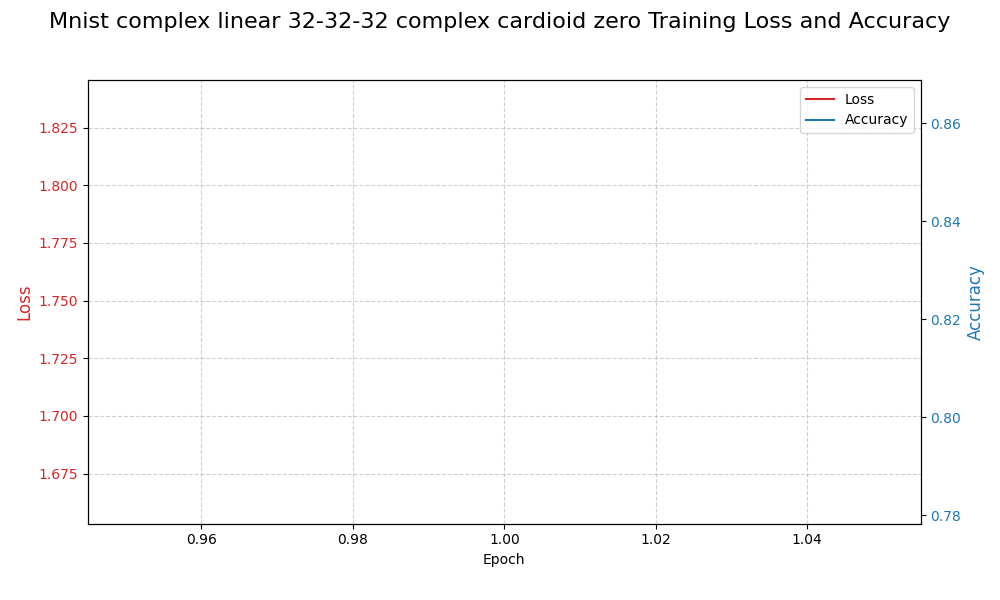 Mnist complex linear 32-32-32 complex cardioid zero Training Loss and Accuracy
Loss
Accuracy
1.825
1.800
1.775
1.750
1.725
1.700
1.675
Loss
0.86
0.84
0.82
0.80
0.78
Accuracy
0.96
0.98
1.00
1.02
1.04
Epoch